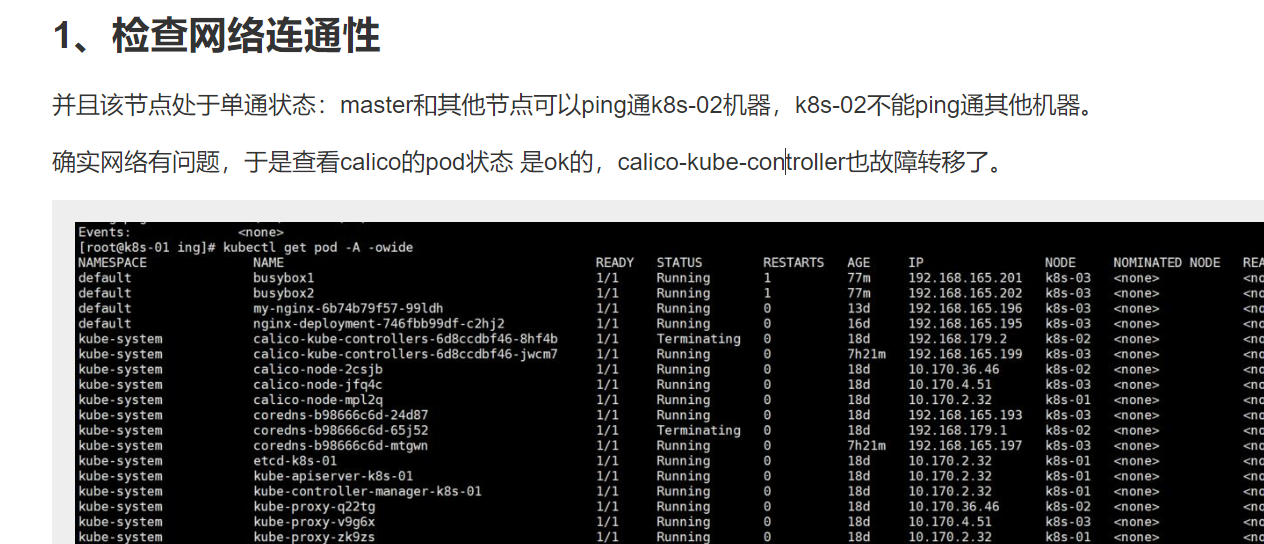 1、检查网络连通性
并且该节点处于单通状态：master和其他节点可以ping通k8s-02机器，k8s-02不能ping通其他机器。
确实网络有问题，于是查看calico的pod状态 是ok的，calico-kube-controller也故障转移了。
Events: <none>
[root@k8s-01 ing]# kubectl get pod -A -owide
NAMESPACE NAME READY STATUS RESTARTS AGE IP NODE NOMINATED NODE REA
default busybox1 1/1 Running 1 77m 192.168.165.201 k8s-03 <none> <no
default busybox2 1/1 Running 1 77m 192.168.165.202 k8s-03 <none> <no
default my-nginx-6b74b79f57-99ldh 1/1 Running 0 13d 192.168.165.196 k8s-03 <none> <no
default nginx-deployment-746fbb99df-c2hj2 1/1 Running 0 16d 192.168.165.195 k8s-03 <none> <no
kube-system calico-kube-controllers-6d8ccdbf46-8hf4b 1/1 Terminating 0 18d 192.168.179.2 k8s-02 <none> <no
kube-system calico-kube-controllers-6d8ccdbf46-jwcm7 1/1 Running 0 7h21m 192.168.165.199 k8s-03 <none> <no
kube-system calico-node-2csjb 1/1 Running 0 18d 10.170.36.46 k8s-02 <none> <no
kube-system calico-node-jfq4c 1/1 Running 0 18d 10.170.4.51 k8s-03 <none> <no
kube-system calico-node-mpl2q 1/1 Running 0 18d 10.170.2.32 k8s-01 <none> <no
kube-system coredns-b98666c6d-24d87 1/1 Running 0 18d 192.168.165.193 k8s-03 <none> <no
kube-system coredns-b98666c6d-65j52 1/1 Terminating 0 18d 192.168.179.1 k8s-02 <none> <no
kube-system coredns-b98666c6d-mtgwn 1/1 Running 0 7h21m 192.168.165.197 k8s-03 <none> <no
kube-system etcd-k8s-01 1/1 Running 0 18d 10.170.2.32 k8s-01 <none> <no
kube-system kube-apiserver-k8s-01 1/1 Running 0 18d 10.170.2.32 k8s-01 <none> <no
kube-system kube-controller-manager-k8s-01 1/1 Running 0 18d 10.170.2.32 k8s-01 <none> <no
kube-system kube-proxy-q22tg 1/1 Running 0 18d 10.170.36.46 k8s-02 <none> <no
kube-system kube-proxy-v9g6x 1/1 Running 0 18d 10.170.4.51 k8s-03 <none> <no
kube-system kube-proxy-zk9zs 1/1 Running 0 18d 10.170.2.32 k8s-01 <none> <no